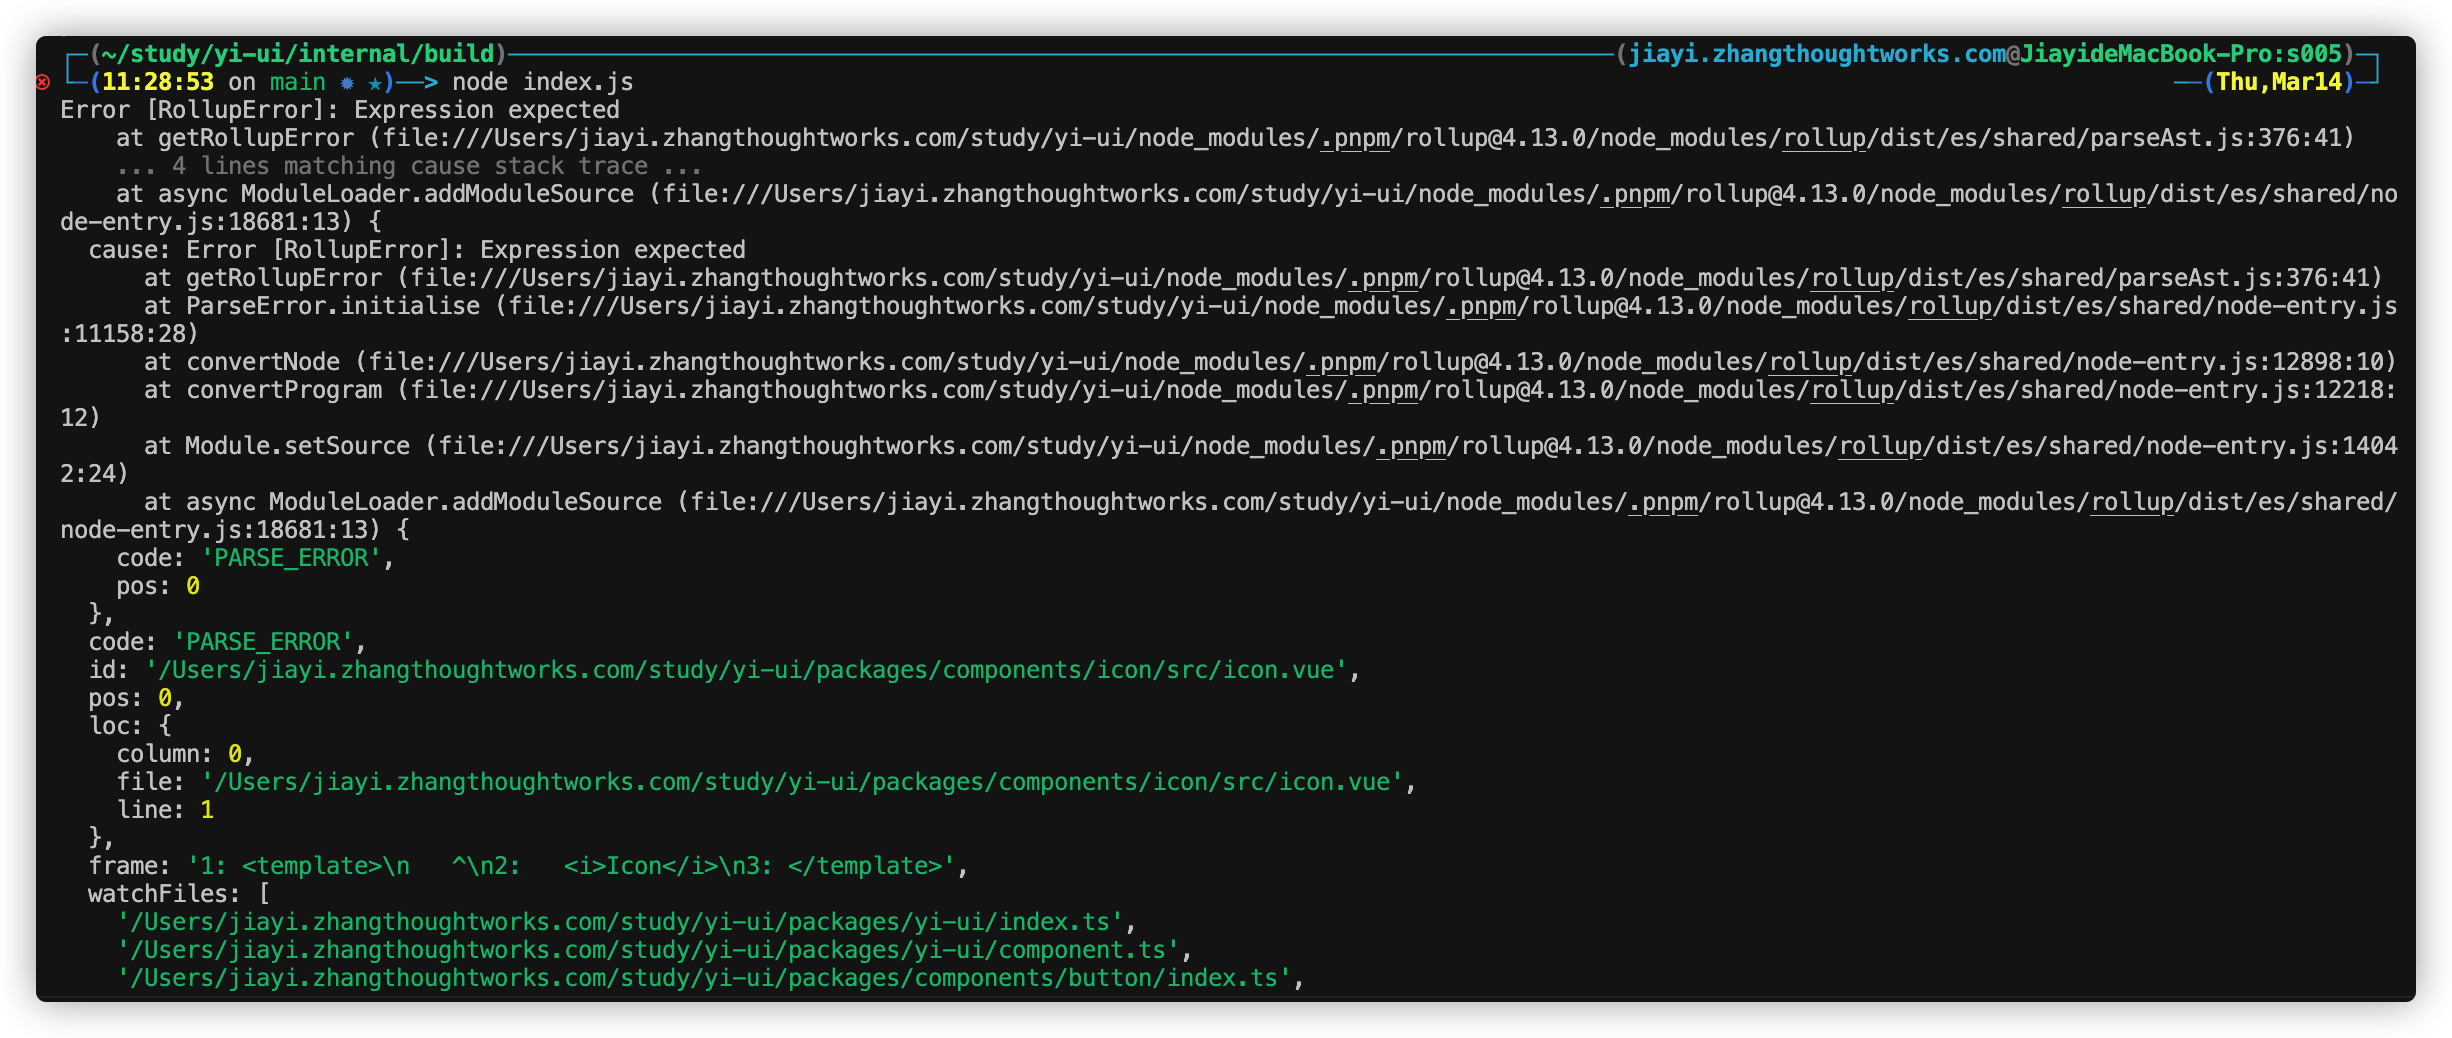 (~/study/yi-ui/internal/build) (jiayi.zhangthoughtworks.com@JiayideMacBook-Pro:s005)
(11:28:53 on main ✹ ★)──> node index.js ──(Thu,Mar14)
Error [RollupError]: Expression expected
    at getRollupError (file:///Users/jiayi.zhangthoughtworks.com/study/yi-ui/node_modules/.pnpm/rollup@4.13.0/node_modules/rollup/dist/es/shared/parseAst.js:376:41)
    ... 4 lines matching cause stack trace ...
    at async ModuleLoader.addModuleSource (file:///Users/jiayi.zhangthoughtworks.com/study/yi-ui/node_modules/.pnpm/rollup@4.13.0/node_modules/rollup/dist/es/shared/no
de-entry.js:18681:13) {
  cause: Error [RollupError]: Expression expected
      at getRollupError (file:///Users/jiayi.zhangthoughtworks.com/study/yi-ui/node_modules/.pnpm/rollup@4.13.0/node_modules/rollup/dist/es/shared/parseAst.js:376:41)
      at ParseError.initialise (file:///Users/jiayi.zhangthoughtworks.com/study/yi-ui/node_modules/.pnpm/rollup@4.13.0/node_modules/rollup/dist/es/shared/node-entry.js
:11158:28)
      at convertNode (file:///Users/jiayi.zhangthoughtworks.com/study/yi-ui/node_modules/.pnpm/rollup@4.13.0/node_modules/rollup/dist/es/shared/node-entry.js:12898:10)
      at convertProgram (file:///Users/jiayi.zhangthoughtworks.com/study/yi-ui/node_modules/.pnpm/rollup@4.13.0/node_modules/rollup/dist/es/shared/node-entry.js:12218:
12)
      at Module.setSource (file:///Users/jiayi.zhangthoughtworks.com/study/yi-ui/node_modules/.pnpm/rollup@4.13.0/node_modules/rollup/dist/es/shared/node-entry.js:1404
2:24)
      at async ModuleLoader.addModuleSource (file:///Users/jiayi.zhangthoughtworks.com/study/yi-ui/node_modules/.pnpm/rollup@4.13.0/node_modules/rollup/dist/es/shared/
node-entry.js:18681:13) {
    code: 'PARSE_ERROR',
    pos: 0
  },
  code: 'PARSE_ERROR',
  id: '/Users/jiayi.zhangthoughtworks.com/study/yi-ui/packages/components/icon/src/icon.vue',
  pos: 0,
  loc: {
    column: 0,
    file: '/Users/jiayi.zhangthoughtworks.com/study/yi-ui/packages/components/icon/src/icon.vue',
    line: 1
  },
  frame: '1: <template>\n   ^\n2:   <i>Icon</i>\n3: </template>',
  watchFiles: [
    '/Users/jiayi.zhangthoughtworks.com/study/yi-ui/packages/yi-ui/index.ts',
    '/Users/jiayi.zhangthoughtworks.com/study/yi-ui/packages/yi-ui/component.ts',
    '/Users/jiayi.zhangthoughtworks.com/study/yi-ui/packages/components/button/index.ts',